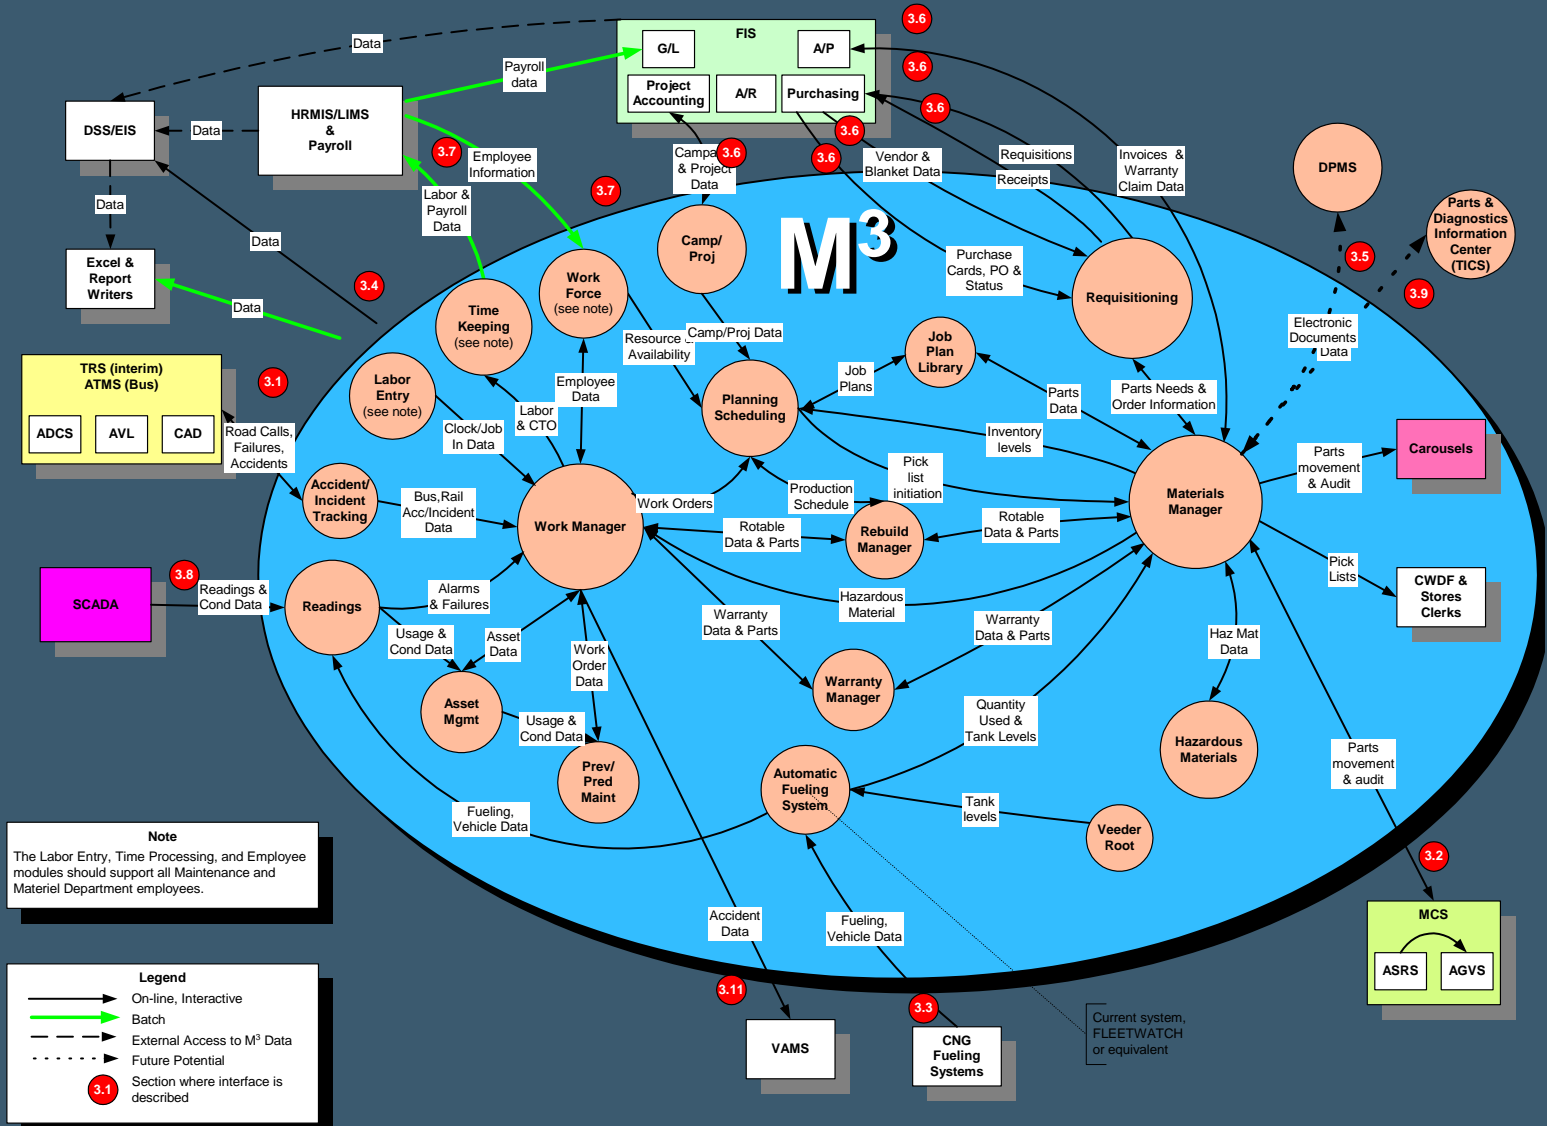 FIS
G/L
A/P
Project
Accounting
A/R
Purchasing
3.6
3.6
3.6
3.6
3.6
3.6
Data
Payroll
data
DSS/EIS
Data
HRMIS/LIMS
&
Payroll
3.7
Employee
Information
Labor &
Payroll
Data
3.7
Data
Data
Excel &
Report
Writers
Data
3.4
& Project
Data
Vendor &
Blanket Data
Requisitions
Receipts
Invoices &
Warranty
Claim Data
DPMS
Parts &
Diagnostics
Information
Center
(TICS)
3.5
3.9
Electronic
Documents
Data
M3
Camp/
Proj
Purchase
Cards, PO &
Status
Requisitioning
Work
Force
(see note)
Time
Keeping
(see note)
Labor
Entry
(see note)
Resource
Availability
Camp/Proj Data
Job
Plan
Library
Job
Plans
Planning
Scheduling
Parts
Data
Parts Needs &
Order Information
Employee
Data
Labor
& CTO
Clock/Job
In Data
TRS (interim)
ATMS (Bus)
ADCS
AVL
CAD
3.1
Road Calls,
Failures,
Accidents
Accident/
Incident
Tracking
Bus,Rail
Acc/Incident
Data
Work Manager
Work Orders
Production
Schedule
Pick
list
initiation
Inventory
levels
Materials
Manager
Parts
movement
& Audit
Carousels
Rotable
Data & Parts
Rebuild
Manager
Rotable
Data & Parts
Pick
Lists
CWDF &
Stores
Clerks
SCADA
3.8
Readings &
Cond Data
Readings
Alarms
& Failures
Usage &
Cond Data
Asset
Data
Work
Order
Data
Warranty
Data & Parts
Hazardous
Material
Warranty
Data & Parts
Haz Mat
Data
Asset
Mgmt
Usage &
Cond Data
Prev/
Pred
Maint
Warranty
Manager
Quantity
Used &
Tank Levels
Hazardous
Materials
Parts
movement
& audit
Automatic
Fueling
System
Tank
levels
Veeder
Root
Fueling,
Vehicle Data
Accident
Data
Fueling,
Vehicle Data
3.2
MCS
ASRS
AGVS
3.11
VAMS
3.3
CNG
Fueling
Systems
Current system,
FLEETWATCH
or equivalent
Note
The Labor Entry, Time Processing, and Employee
modules should support all Maintenance and
Materiel Department employees.
Legend
On-line, Interactive
Batch
External Access to M³ Data
Future Potential
3.1
Section where interface is
described